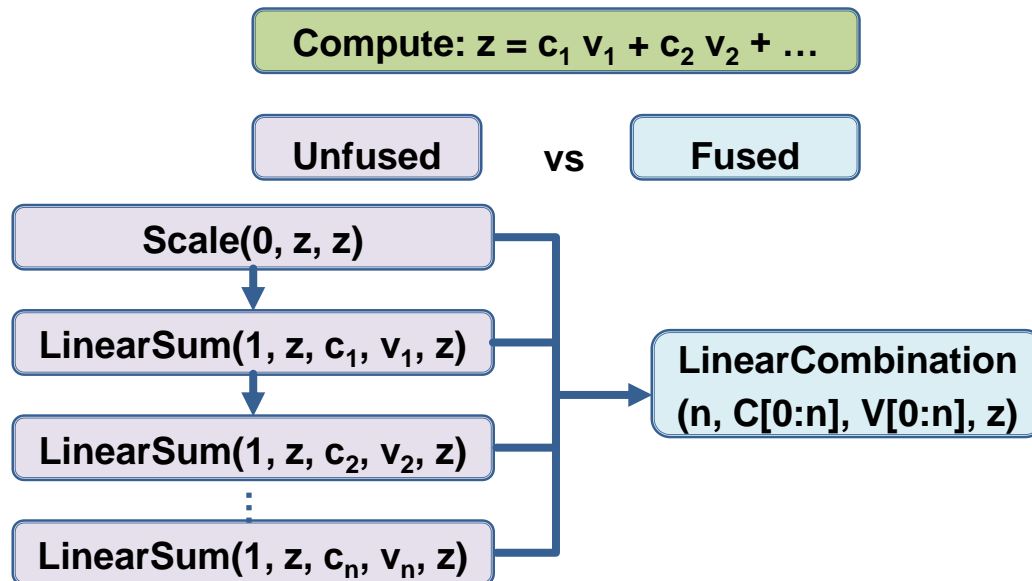 Compute: z = c₁ v₁ + c₂ v₂ + …
Unfused vs Fused
Scale(0, z, z)
LinearSum(1, z, c₁, v₁, z)
LinearCombination
(n, C[0:n], V[0:n], z)
LinearSum(1, z, c₂, v₂, z)
LinearSum(1, z, cₙ, vₙ, z)